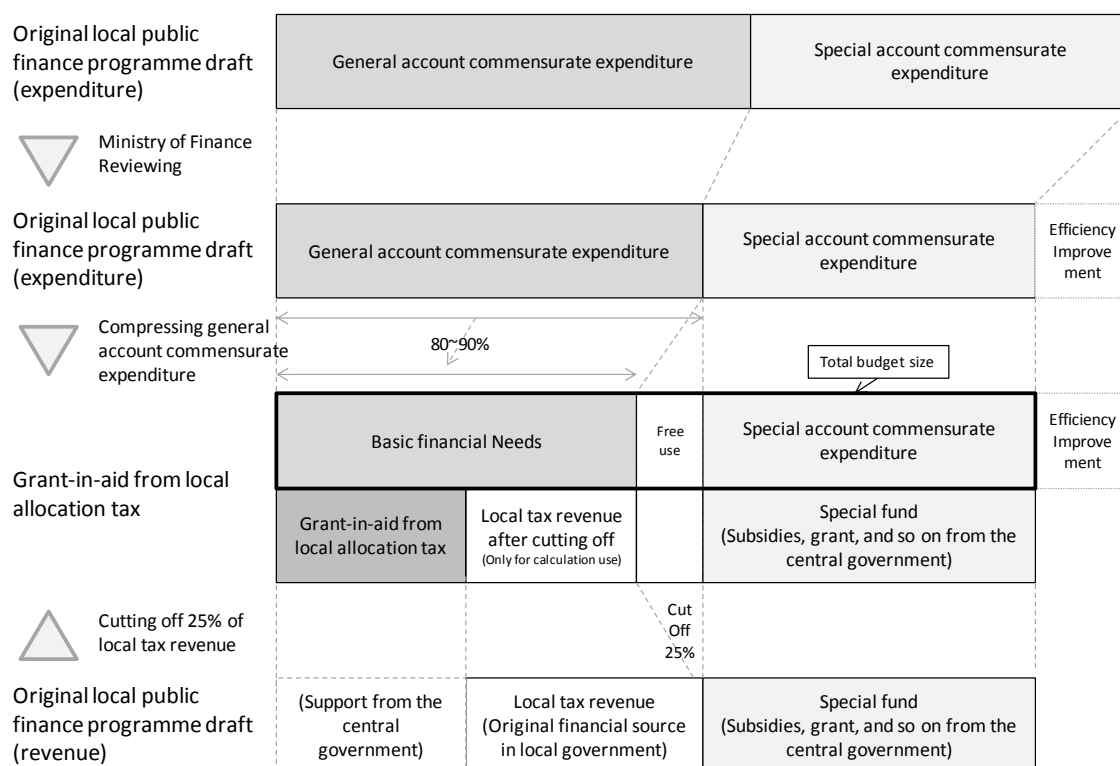 Original local public
finance programme draft
(expenditure)
General account commensurate expenditure
Special account commensurate
expenditure
Ministry of Finance
Reviewing
Original local public
finance programme draft
(expenditure)
General account commensurate expenditure
Special account commensurate
expenditure
Efficiency
Improve
ment
Compressing general
account commensurate
expenditure
80~90%
Total budget size
Grant-in-aid from local
allocation tax
Basic financial Needs
Free
use
Special account commensurate
expenditure
Efficiency
Improve
ment
Grant-in-aid from
local allocation tax
Local tax revenue
after cutting off
(Only for calculation use)
Special fund
(Subsidies, grant, and so on from the
central government)
Cutting off 25% of
local tax revenue
Cut
Off
25%
Original local public
finance programme draft
(revenue)
(Support from the
central
government)
Local tax revenue
(Original financial source
in local government)
Special fund
(Subsidies, grant, and so on from the
central government)